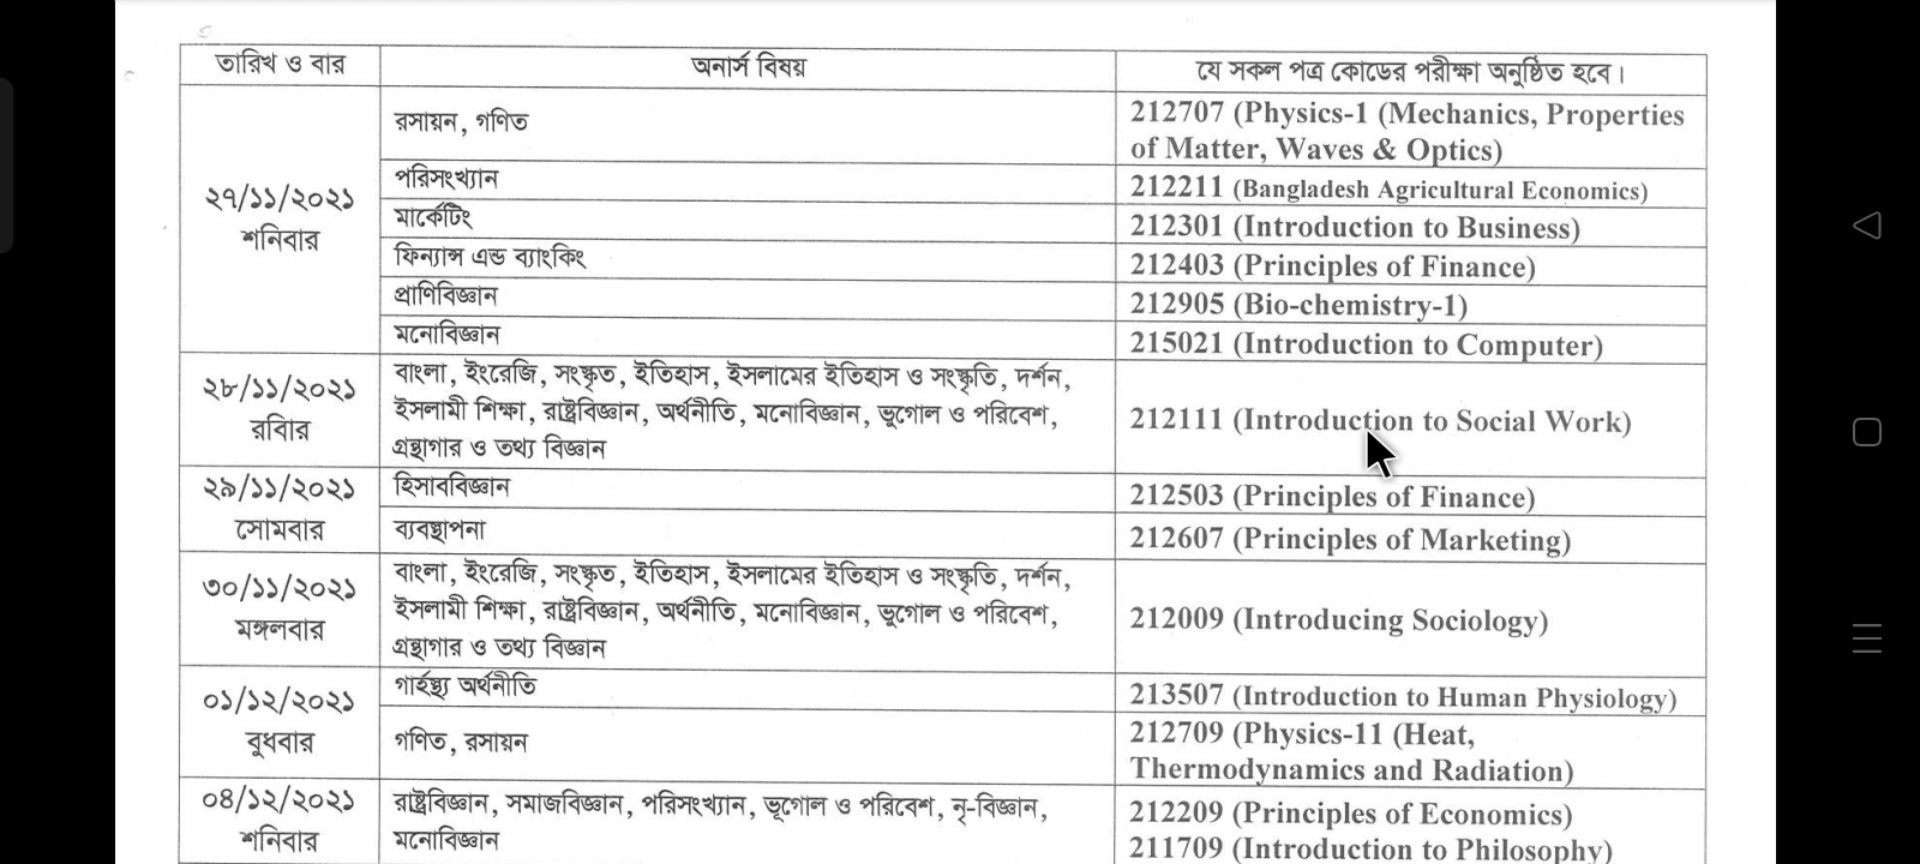 তারিখ ও বার
অনার্স বিষয়
যে সকল পত্র কোডের পরীক্ষা অনুষ্ঠিত হবে।
২৭/১১/২০২১
শনিবার
রসায়ন, গণিত
212707 (Physics-1 (Mechanics, Properties
of Matter, Waves & Optics)
পরিসংখ্যান
212211 (Bangladesh Agricultural Economics)
মার্কেটিং
212301 (Introduction to Business)
ফিন্যান্স এন্ড ব্যাংকিং
212403 (Principles of Finance)
প্রাণিবিজ্ঞান
212905 (Bio-chemistry-1)
মনোবিজ্ঞান
215021 (Introduction to Computer)
২৮/১১/২০২১
রবিার
বাংলা, ইংরেজি, সংস্কৃত, ইতিহাস, ইসলামের ইতিহাস ও সংস্কৃতি, দর্শন,
ইসলামী শিক্ষা, রাষ্ট্রবিজ্ঞান, অর্থনীতি, মনোবিজ্ঞান, ভুগোল ও পরিবেশ,
গ্রন্থাগার ও তথ্য বিজ্ঞান
212111 (Introduction to Social Work)
২৯/১১/২০২১
সোমবার
হিসাববিজ্ঞান
212503 (Principles of Finance)
ব্যবস্থাপনা
212607 (Principles of Marketing)
৩০/১১/২০২১
মঙ্গলবার
বাংলা, ইংরেজি, সংস্কৃত, ইতিহাস, ইসলামের ইতিহাস ও সংস্কৃতি, দর্শন,
ইসলামী শিক্ষা, রাষ্ট্রবিজ্ঞান, অর্থনীতি, মনোবিজ্ঞান, ভুগোল ও পরিবেশ,
গ্রন্থাগার ও তথ্য বিজ্ঞান
212009 (Introducing Sociology)
০১/১২/২০২১
বুধবার
গার্হস্থ্য অর্থনীতি
213507 (Introduction to Human Physiology)
গণিত, রসায়ন
212709 (Physics-11 (Heat,
Thermodynamics and Radiation)
০৪/১২/২০২১
শনিবার
রাষ্ট্রবিজ্ঞান, সমাজবিজ্ঞান, পরিসংখ্যান, ভূগোল ও পরিবেশ, নৃ-বিজ্ঞান,
মনোবিজ্ঞান
212209 (Principles of Economics)
211709 (Introduction to Philosophy)